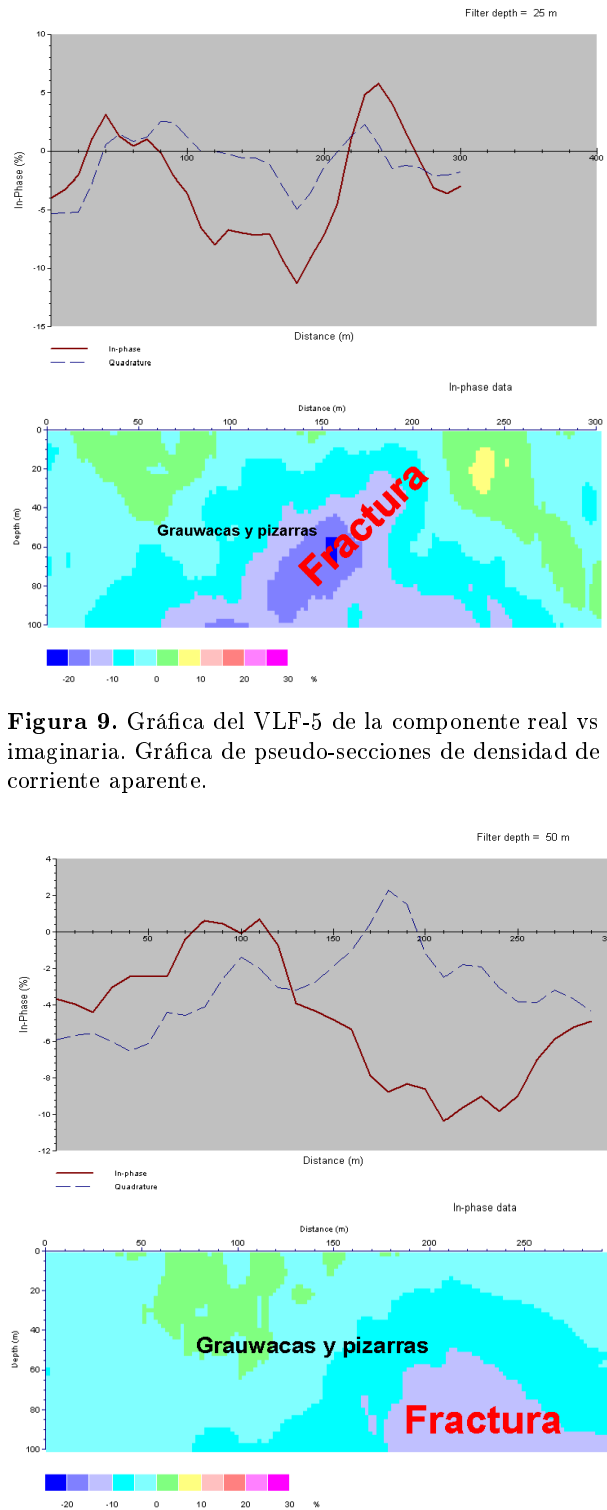 Filter depth = 25 m
10
5
0
-5
-10
-15
In-Phase (%)
100
200
300
400
Distance (m)
In-phase
Quadrature
In-phase data
Distance (m)
0
50
100
150
200
250
300
0
20
40
60
80
100
Depth (m)
Grauwacas y pizarras
Fractura
-20
-10
0
10
20
30
%
Figura 9. Gráfica del VLF-5 de la componente real vs
imaginaria. Gráfica de pseudo-secciones de densidad de
corriente aparente.
Filter depth = 50 m
4
2
0
-2
-4
-6
-8
-10
-12
In-Phase (%)
50
100
150
200
250
Distance (m)
In-phase
Quadrature
In-phase data
Distance (m)
0
50
100
150
200
250
0
20
40
60
80
100
Depth (m)
Grauwacas y pizarras
Fractura
-20
-10
0
10
20
30
%